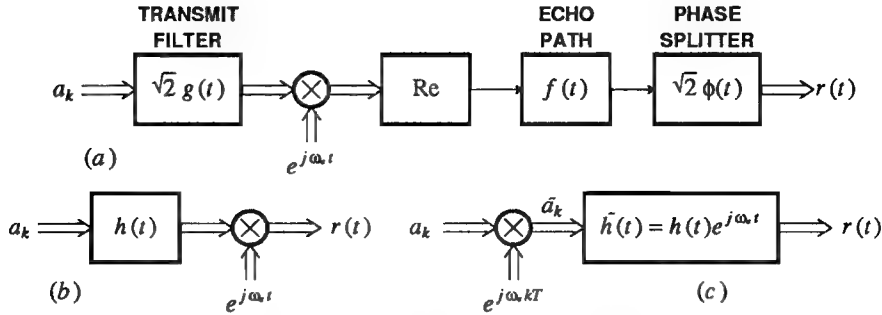 TRANSMIT FILTER
ECHO PATH
PHASE SPLITTER
a_k √2 g(t) × Re f(t) √2 ϕ(t) r(t)
e^{jω_c t}
(a)
a_k h(t) × r(t)
e^{jω_c t}
(b)
a_k × ã_k h̃(t) = h(t)e^{jω_c t} r(t)
e^{jω_c kT}
(c)